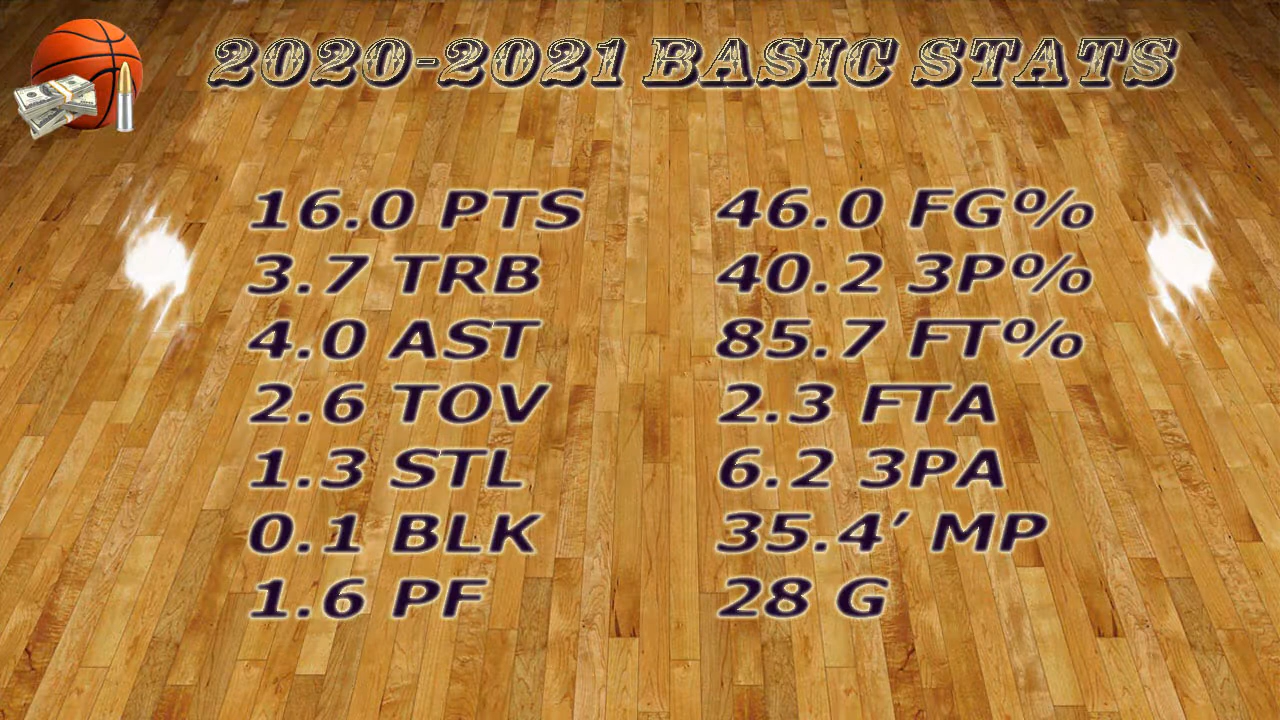 2020-2021 BASIC STATS
16.0 PTS
3.7 TRB
4.0 AST
2.6 TOV
1.3 STL
0.1 BLK
1.6 PF
46.0 FG%
40.2 3P%
85.7 FT%
2.3 FTA
6.2 3PA
35.4′ MP
28 G